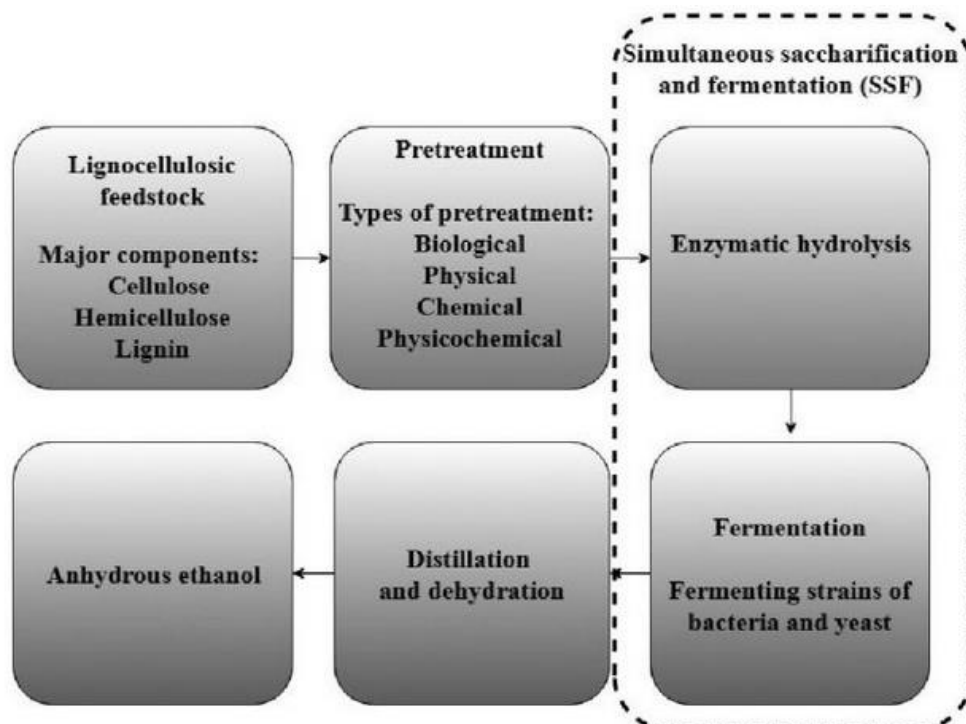 Simultaneous saccharification
and fermentation (SSF)
Lignocellulosic
feedstock
Major components:
Cellulose
Hemicellulose
Lignin
Pretreatment
Types of pretreatment:
Biological
Physical
Chemical
Physicochemical
Enzymatic hydrolysis
Fermentation
Fermenting strains of
bacteria and yeast
Distillation
and dehydration
Anhydrous ethanol